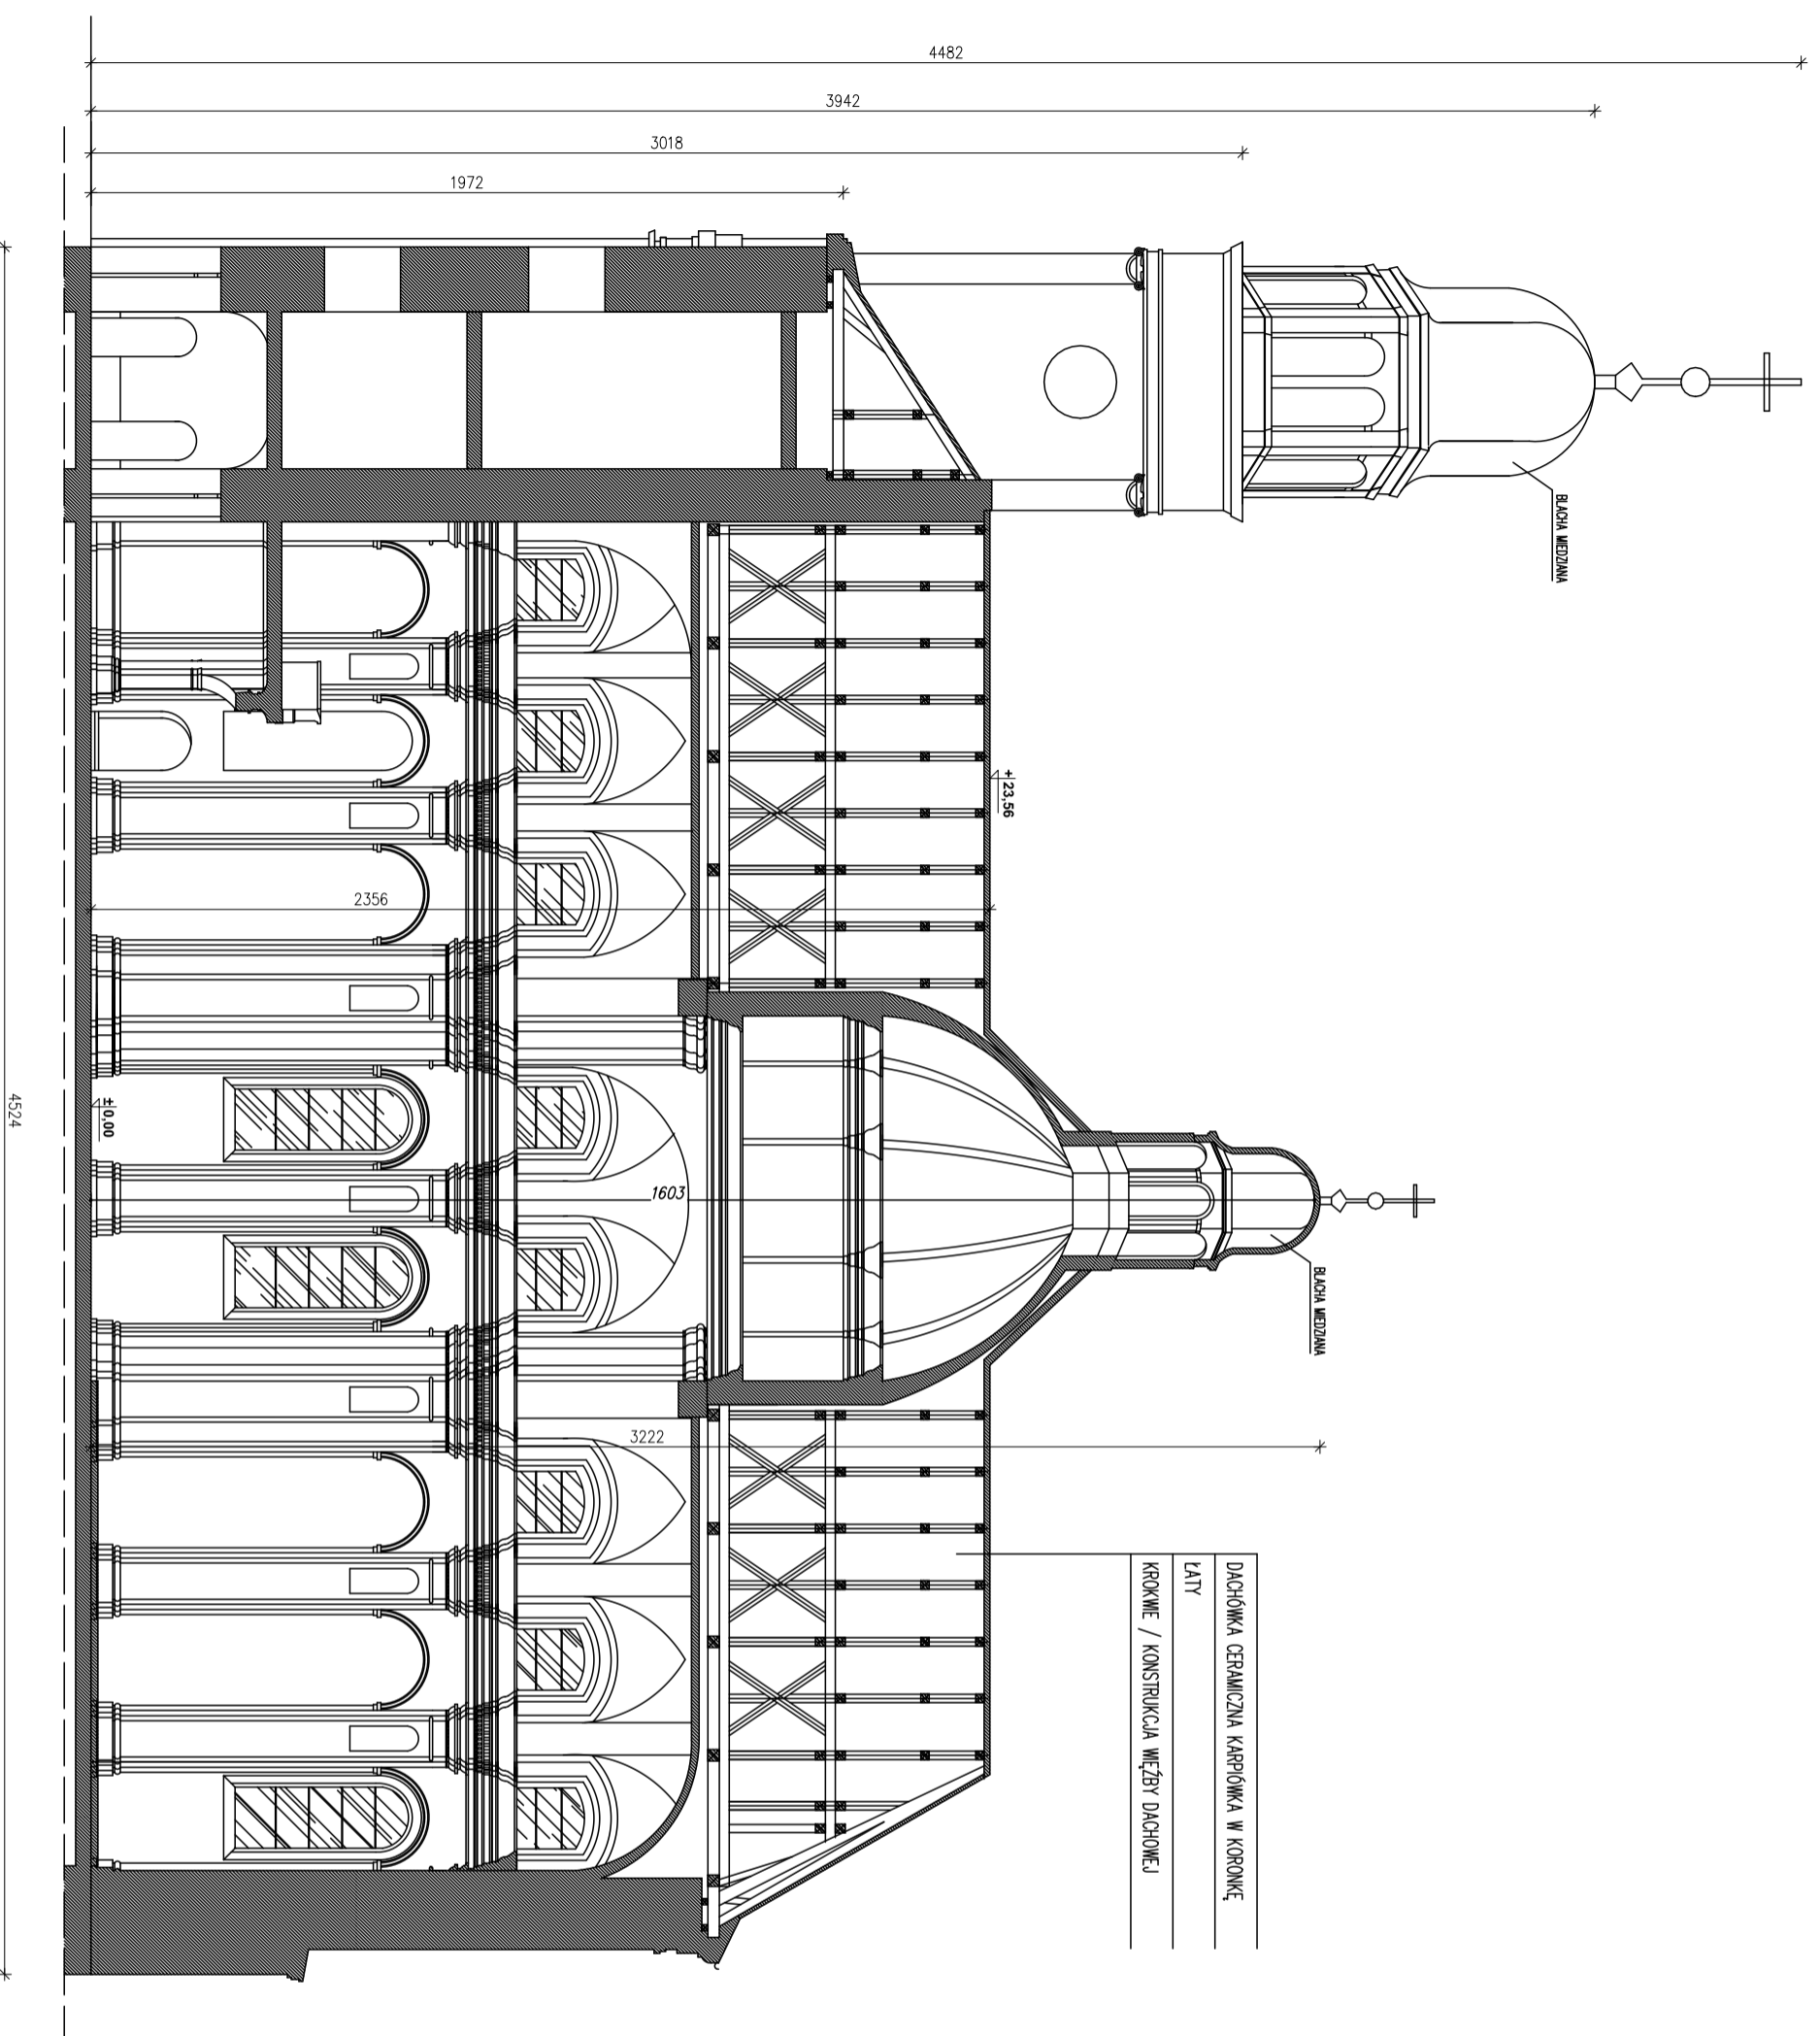 4482
3942
3018
1972
BLACHA MIEDZIANA
+23,56
2356
1603
±0,00
4524
BLACHA MIEDZIANA
3222
DACHÓWKA CERAMICZNA KARPIÓWKA W KORONKĘ
ŁATY
KROKWIE / KONSTRUKCJA WIĘŹBY DACHOWEJ